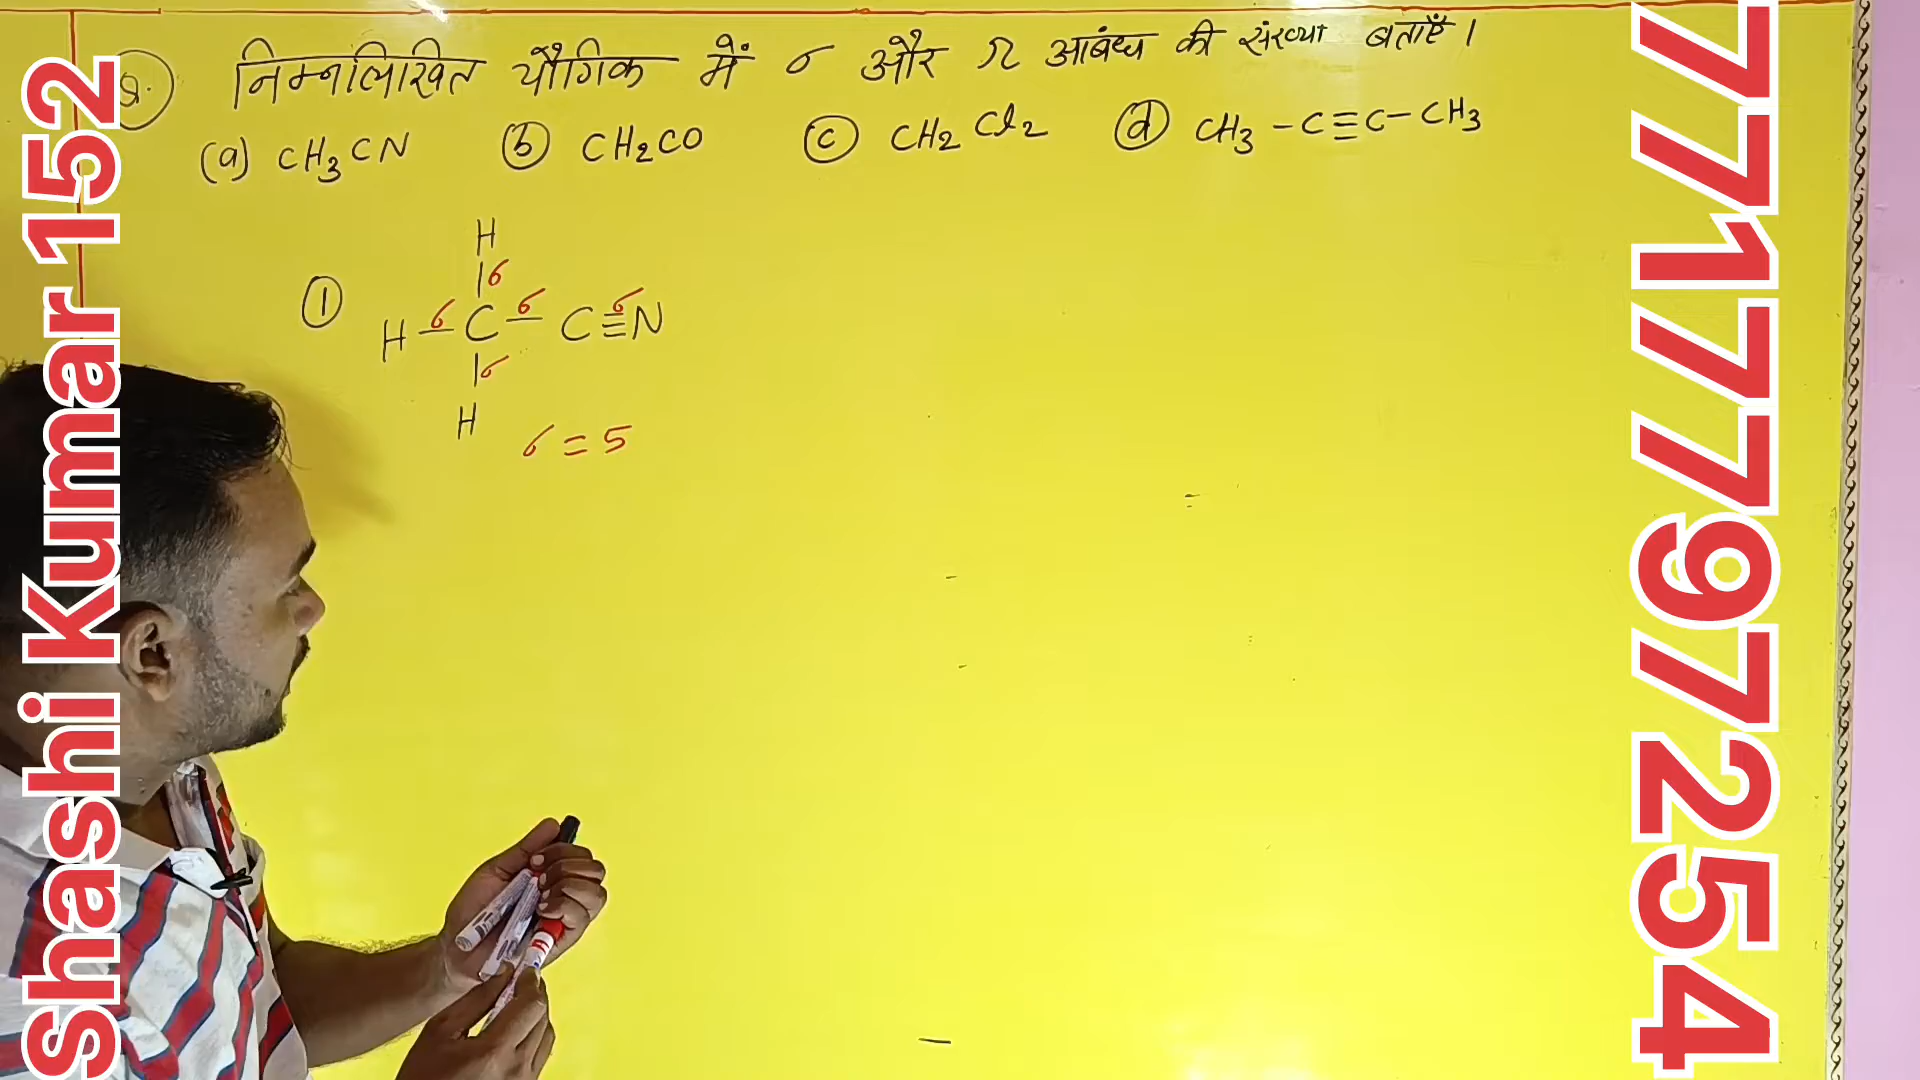 Q. निम्नलिखित यौगिक में σ और π आबंध की संख्या बताएँ।
(a) CH₃CN (b) CH₂CO (c) CH₂Cl₂ (d) CH₃-C≡C-CH₃
H
σ
① H σ C σ C≡N σ
σ
H
σ = 5
Shashi Kumar 152
7717797254